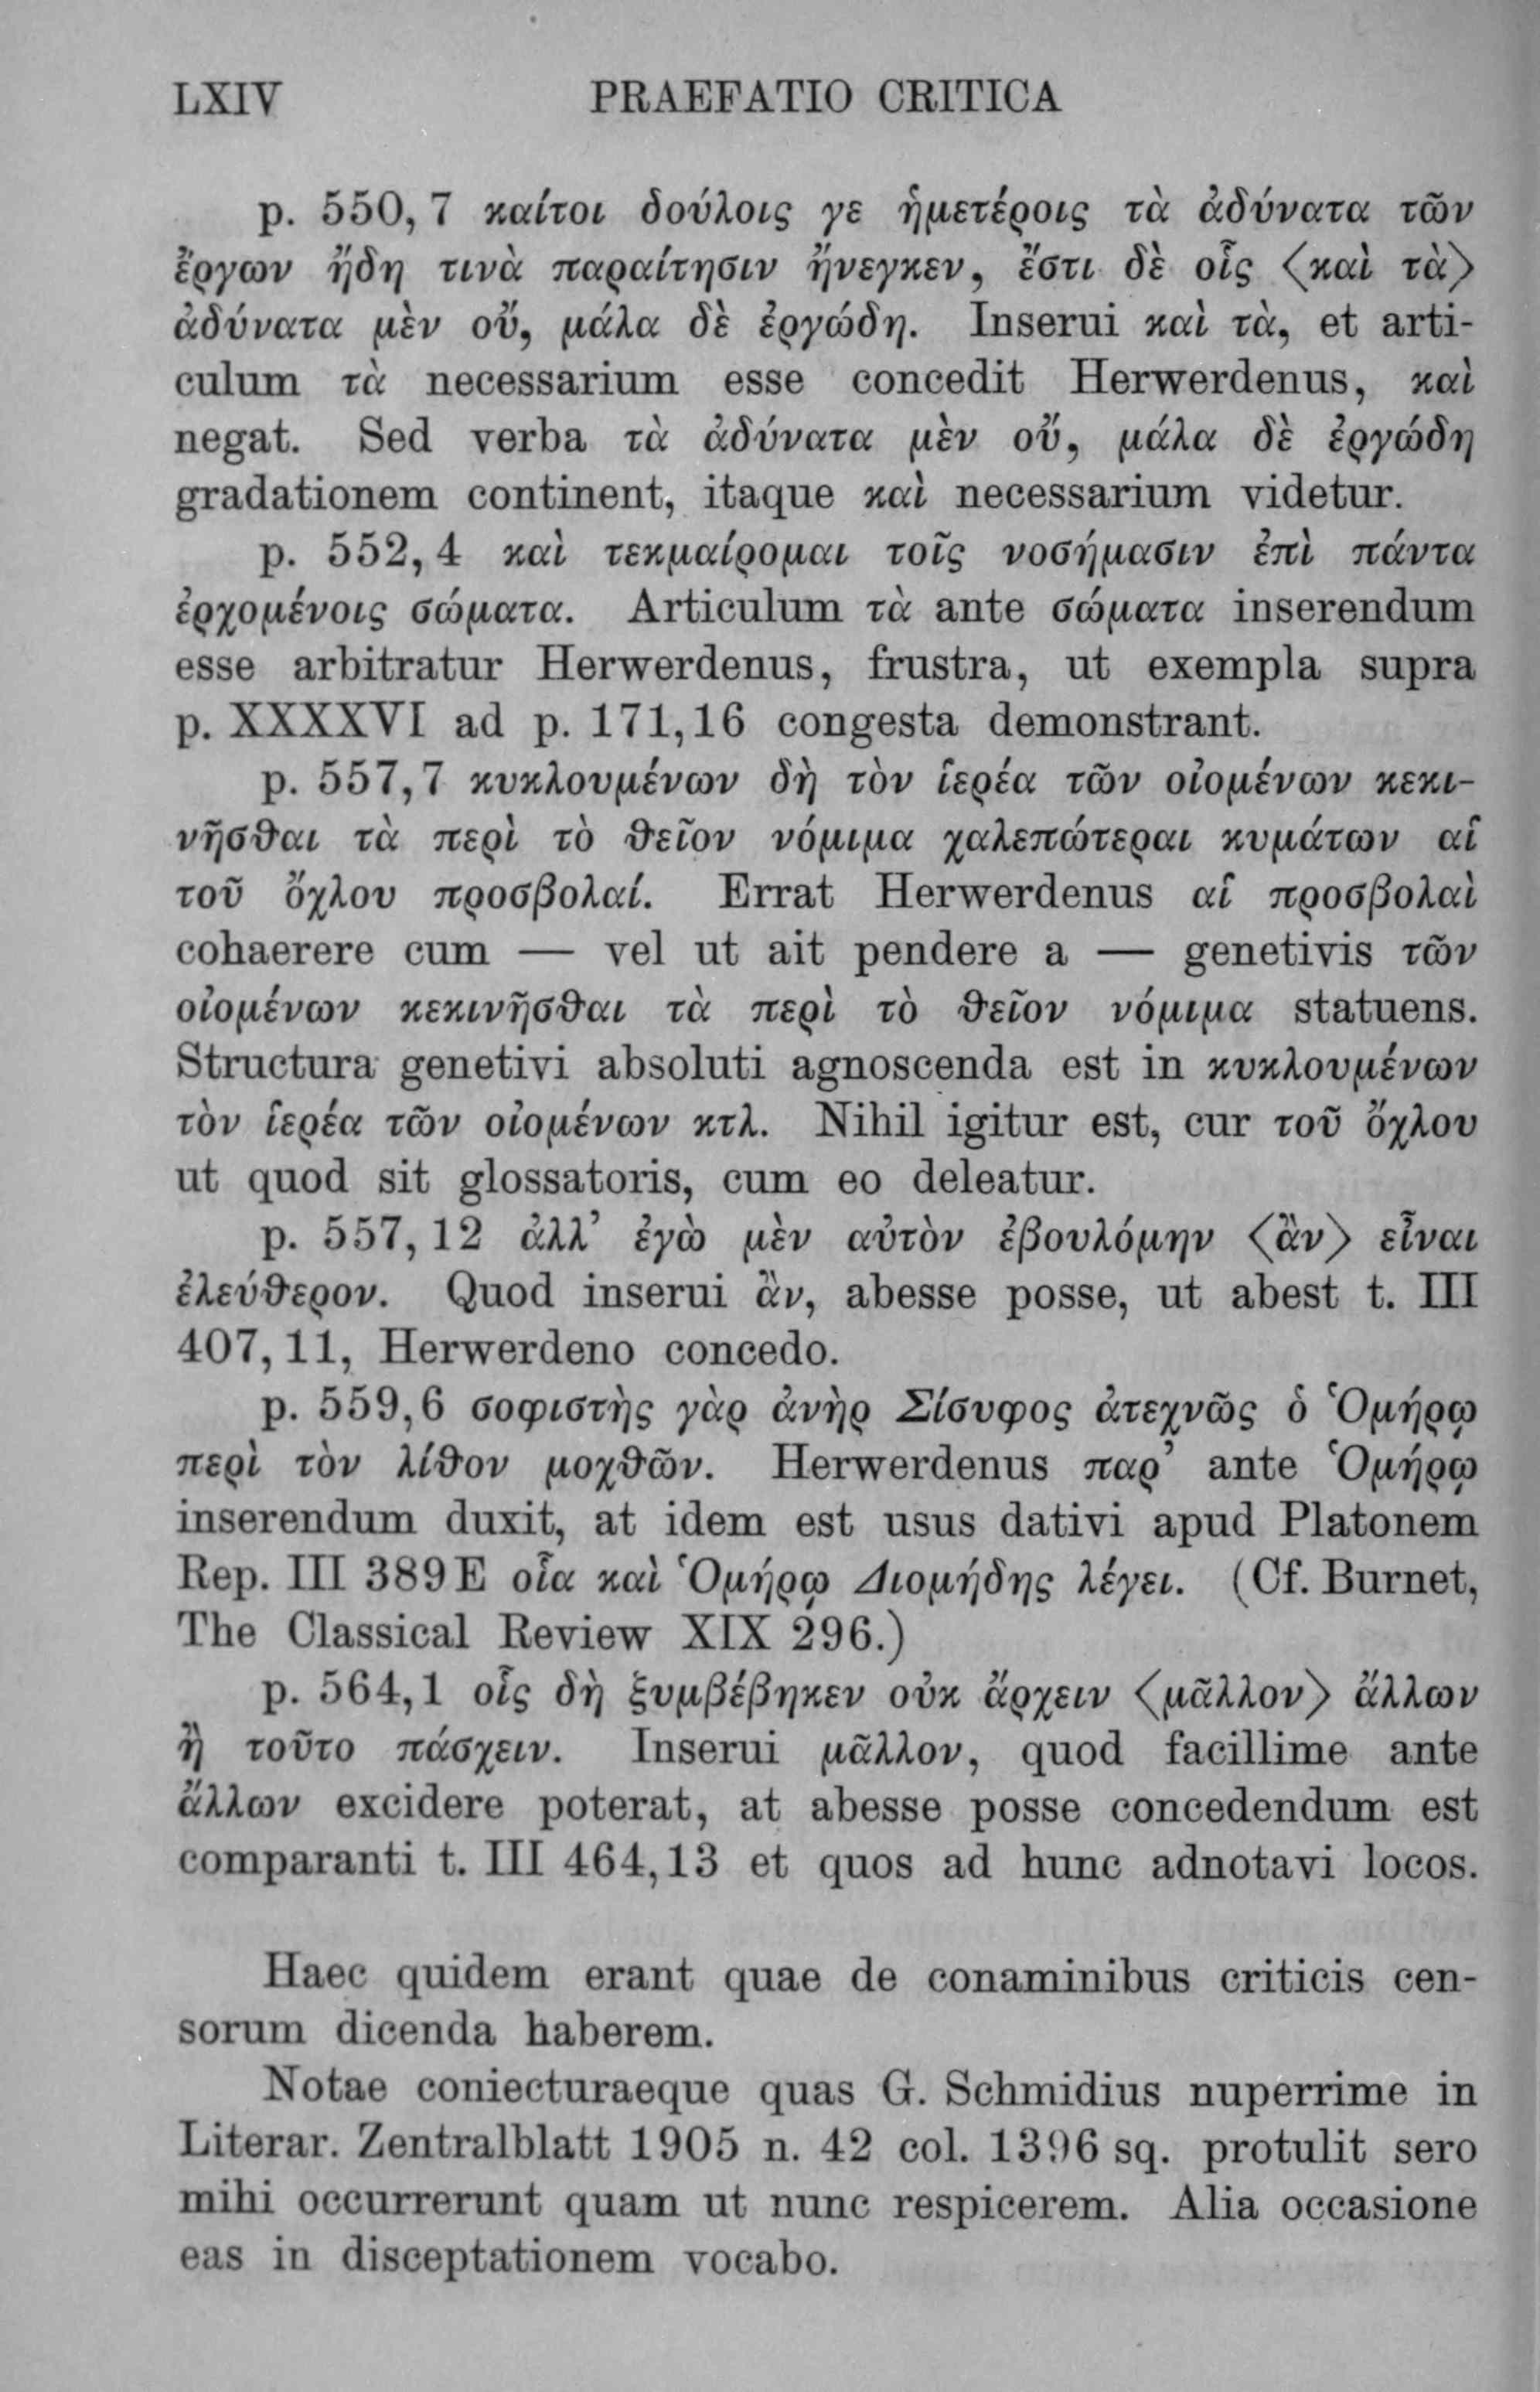 LXIV PRAEFATIO CRITICA
p. 550, 7 καίτοι δούλοις γε ἡμετέροις τὰ ἀδύνατα τῶν
ἔργων ἤδη τινὰ παραίτησιν ἤνεγκεν, ἔστι δὲ οἷς ⟨καὶ τὰ⟩
ἀδύνατα μὲν οὔ, μάλα δὲ ἐργώδη. Inserui καὶ τὰ, et arti-
culum τὰ necessarium esse concedit Herwerdenus, καὶ
negat. Sed verba τὰ ἀδύνατα μὲν οὔ, μάλα δὲ ἐργώδη
gradationem continent, itaque καὶ necessarium videtur.
p. 552, 4 καὶ τεκμαίρομαι τοῖς νοσήμασιν ἐπὶ πάντα
ἐρχομένοις σώματα. Articulum τὰ ante σώματα inserendum
esse arbitratur Herwerdenus, frustra, ut exempla supra
p. XXXXVI ad p. 171, 16 congesta demonstrant.
p. 557, 7 κυκλουμένων δὴ τὸν ἱερέα τῶν οἰομένων κεκι-
νῆσθαι τὰ περὶ τὸ θεῖον νόμιμα χαλεπώτεραι κυμάτων αἱ
τοῦ ὄχλου προσβολαί. Errat Herwerdenus αἱ προσβολαὶ
cohaerere cum — vel ut ait pendere a — genetivis τῶν
οἰομένων κεκινῆσθαι τὰ περὶ τὸ θεῖον νόμιμα statuens.
Structura genetivi absoluti agnoscenda est in κυκλουμένων
τὸν ἱερέα τῶν οἰομένων κτλ. Nihil igitur est, cur τοῦ ὄχλου
ut quod sit glossatoris, cum eo deleatur.
p. 557, 12 ἀλλ’ ἐγὼ μὲν αὐτὸν ἐβουλόμην ⟨ἂν⟩ εἶναι
ἐλεύθερον. Quod inserui ἂν, abesse posse, ut abest t. III
407, 11, Herwerdeno concedo.
p. 559, 6 σοφιστὴς γὰρ ἀνὴρ Σίσυφος ἀτεχνῶς ὁ Ὁμήρῳ
περὶ τὸν λίθον μοχθῶν. Herwerdenus παρ’ ante Ὁμήρῳ
inserendum duxit, at idem est usus dativi apud Platonem
Rep. III 389 E οἷα καὶ Ὁμήρῳ Διομήδης λέγει. (Cf. Burnet,
The Classical Review XIX 296.)
p. 564, 1 οἷς δὴ ξυμβέβηκεν οὐκ ἄρχειν ⟨μᾶλλον⟩ ἄλλων
ἢ τοῦτο πάσχειν. Inserui μᾶλλον, quod facillime ante
ἄλλων excidere poterat, at abesse posse concedendum est
comparanti t. III 464, 13 et quos ad hunc adnotavi locos.
Haec quidem erant quae de conaminibus criticis cen-
sorum dicenda haberem.
Notae coniecturaeque quas G. Schmidius nuperrime in
Literar. Zentralblatt 1905 n. 42 col. 1396 sq. protulit sero
mihi occurrerunt quam ut nunc respicerem. Alia occasione
eas in disceptationem vocabo.